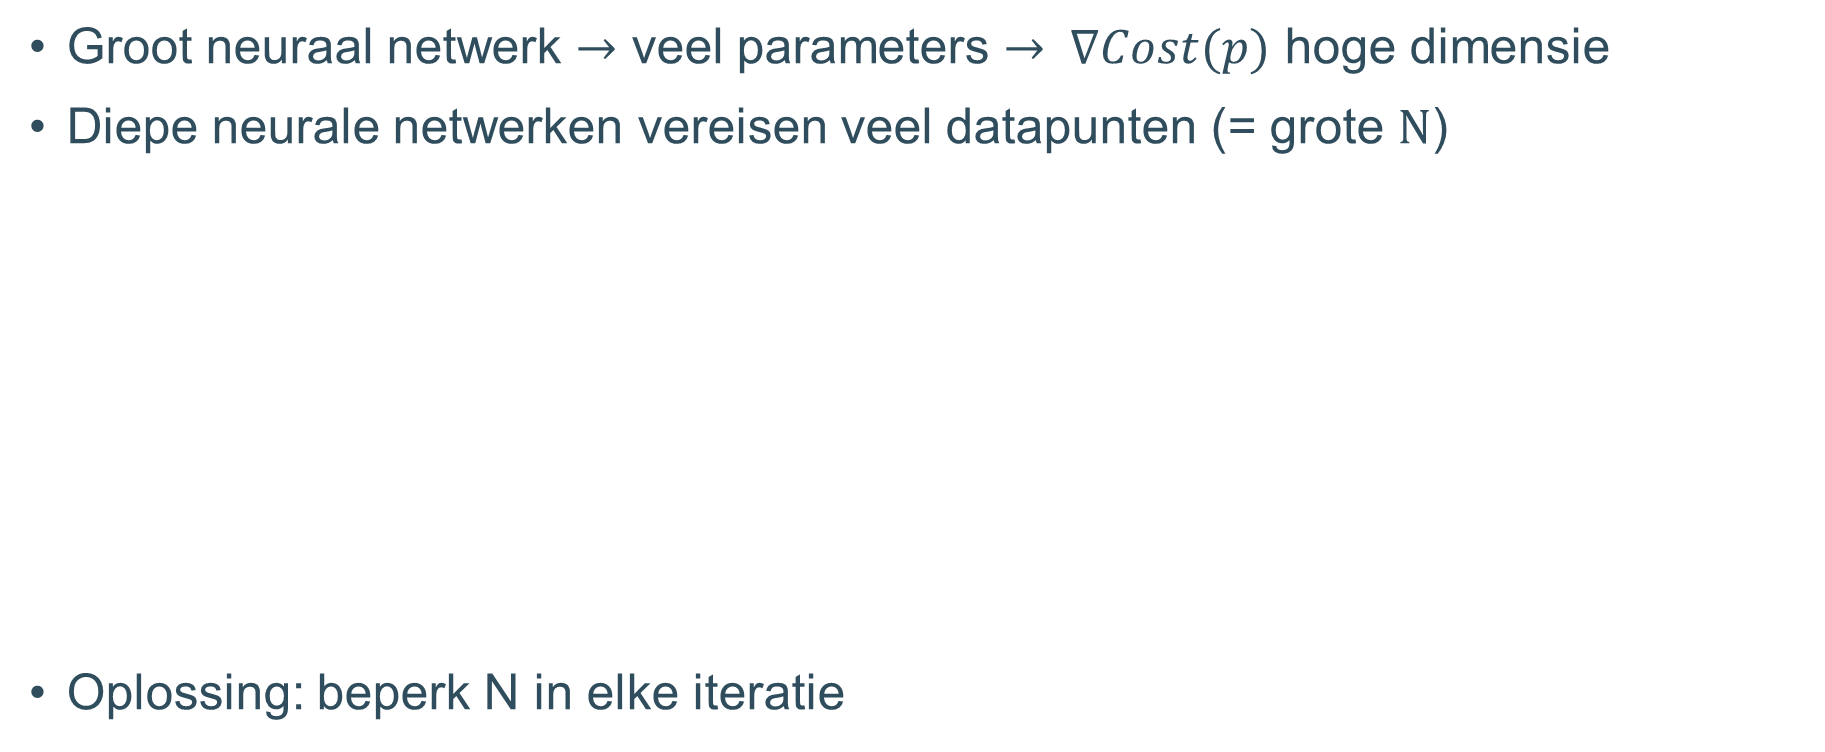 • Groot neuraal netwerk → veel parameters → ∇Cost(p) hoge dimensie
• Diepe neurale netwerken vereisen veel datapunten (= grote N)
• Oplossing: beperk N in elke iteratie